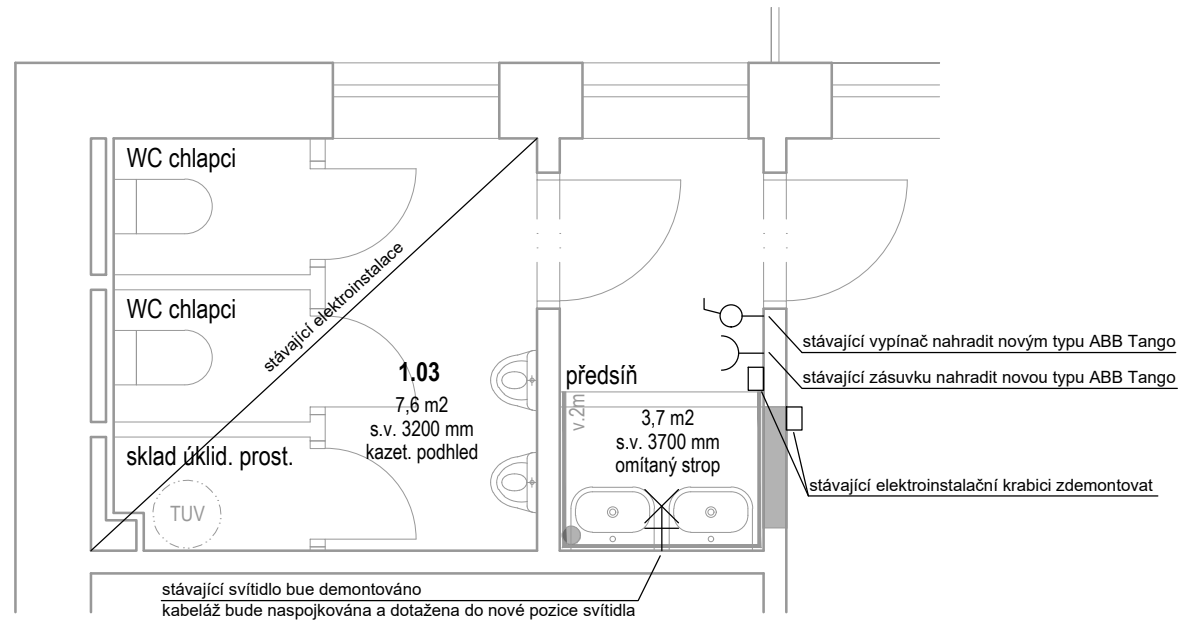 WC chlapci
stávající elektroinstalace
WC chlapci
1.03
7,6 m2
s.v. 3200 mm
kazet. podhled
sklad úklid. prost.
TUV
předsíň
v.2m
3,7 m2
s.v. 3700 mm
omítaný strop
stávající vypínač nahradit novým typu ABB Tango
stávající zásuvku nahradit novou typu ABB Tango
stávající elektroinstalační krabici zdemontovat
stávající svítidlo bue demontováno
kabeláž bude naspojkována a dotažena do nové pozice svítidla